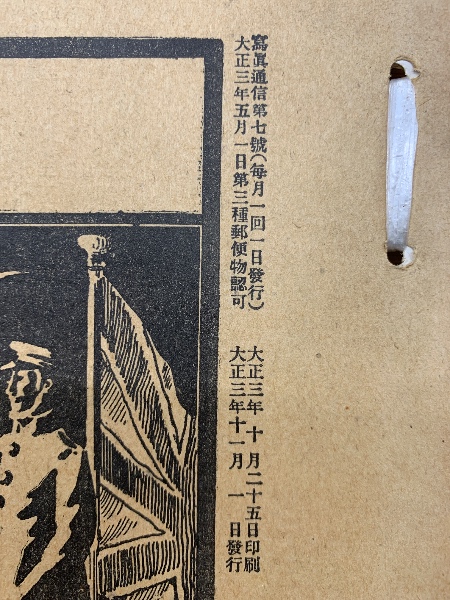 寫眞通信第七號(每月一回一日發行)
大正三年五月一日第三種郵便物認可
大正三年十月二十五日印刷
大正三年十一月一日發行